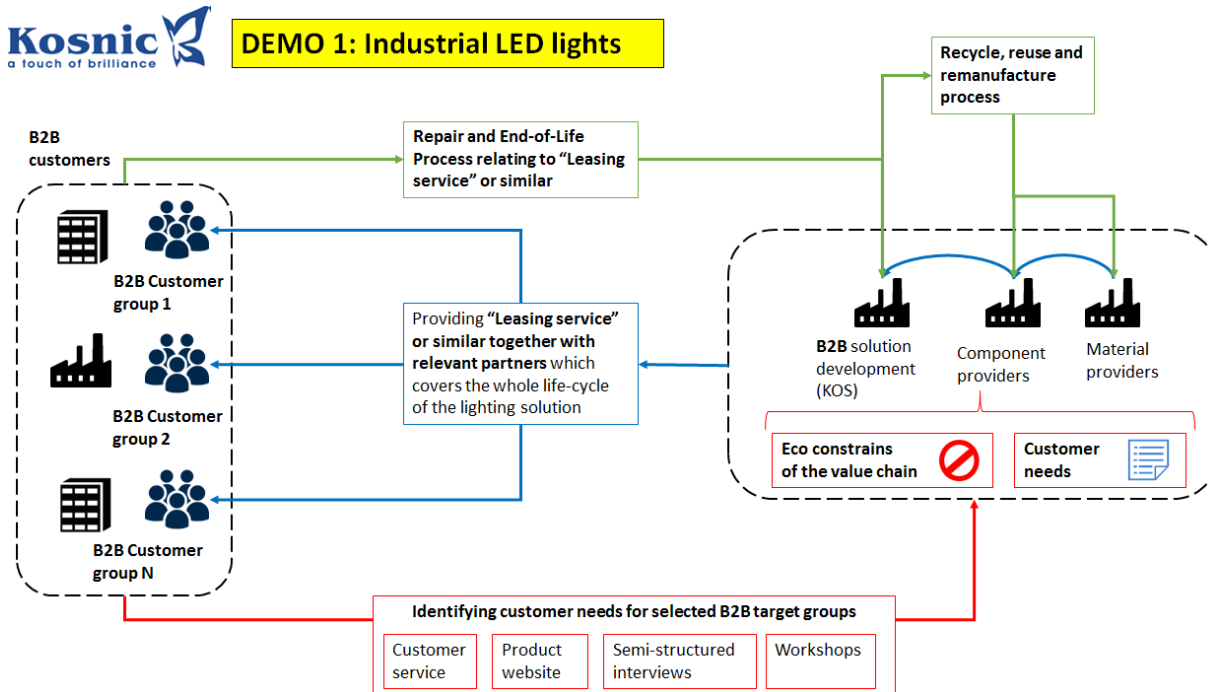 Kosnic
a touch of brilliance
DEMO 1: Industrial LED lights
Recycle, reuse and
remanufacture
process
B2B
customers
Repair and End-of-Life
Process relating to “Leasing
service” or similar
B2B Customer
group 1
B2B Customer
group 2
B2B Customer
group N
Providing “Leasing service”
or similar together with
relevant partners which
covers the whole life-cycle
of the lighting solution
B2B solution
development
(KOS)
Component
providers
Material
providers
Eco constrains
of the value chain
Customer
needs
Identifying customer needs for selected B2B target groups
Customer
service
Product
website
Semi-structured
interviews
Workshops